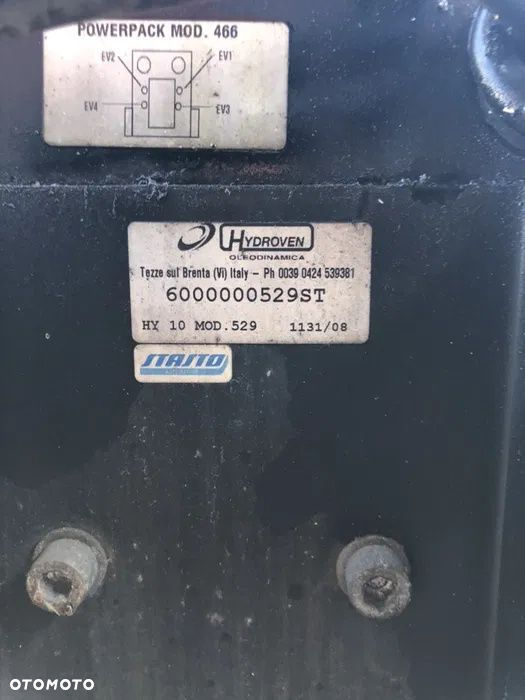 POWERPACK MOD. 466
EV2
EV1
EV4
EV3
HYDROVEN
OLEODINAMICA
Tezze sul Brenta (Vi) Italy – Ph 0039 0424 539381
6000000529ST
HY 10 MOD.529 1131/08
STASTO
OTOMOTO